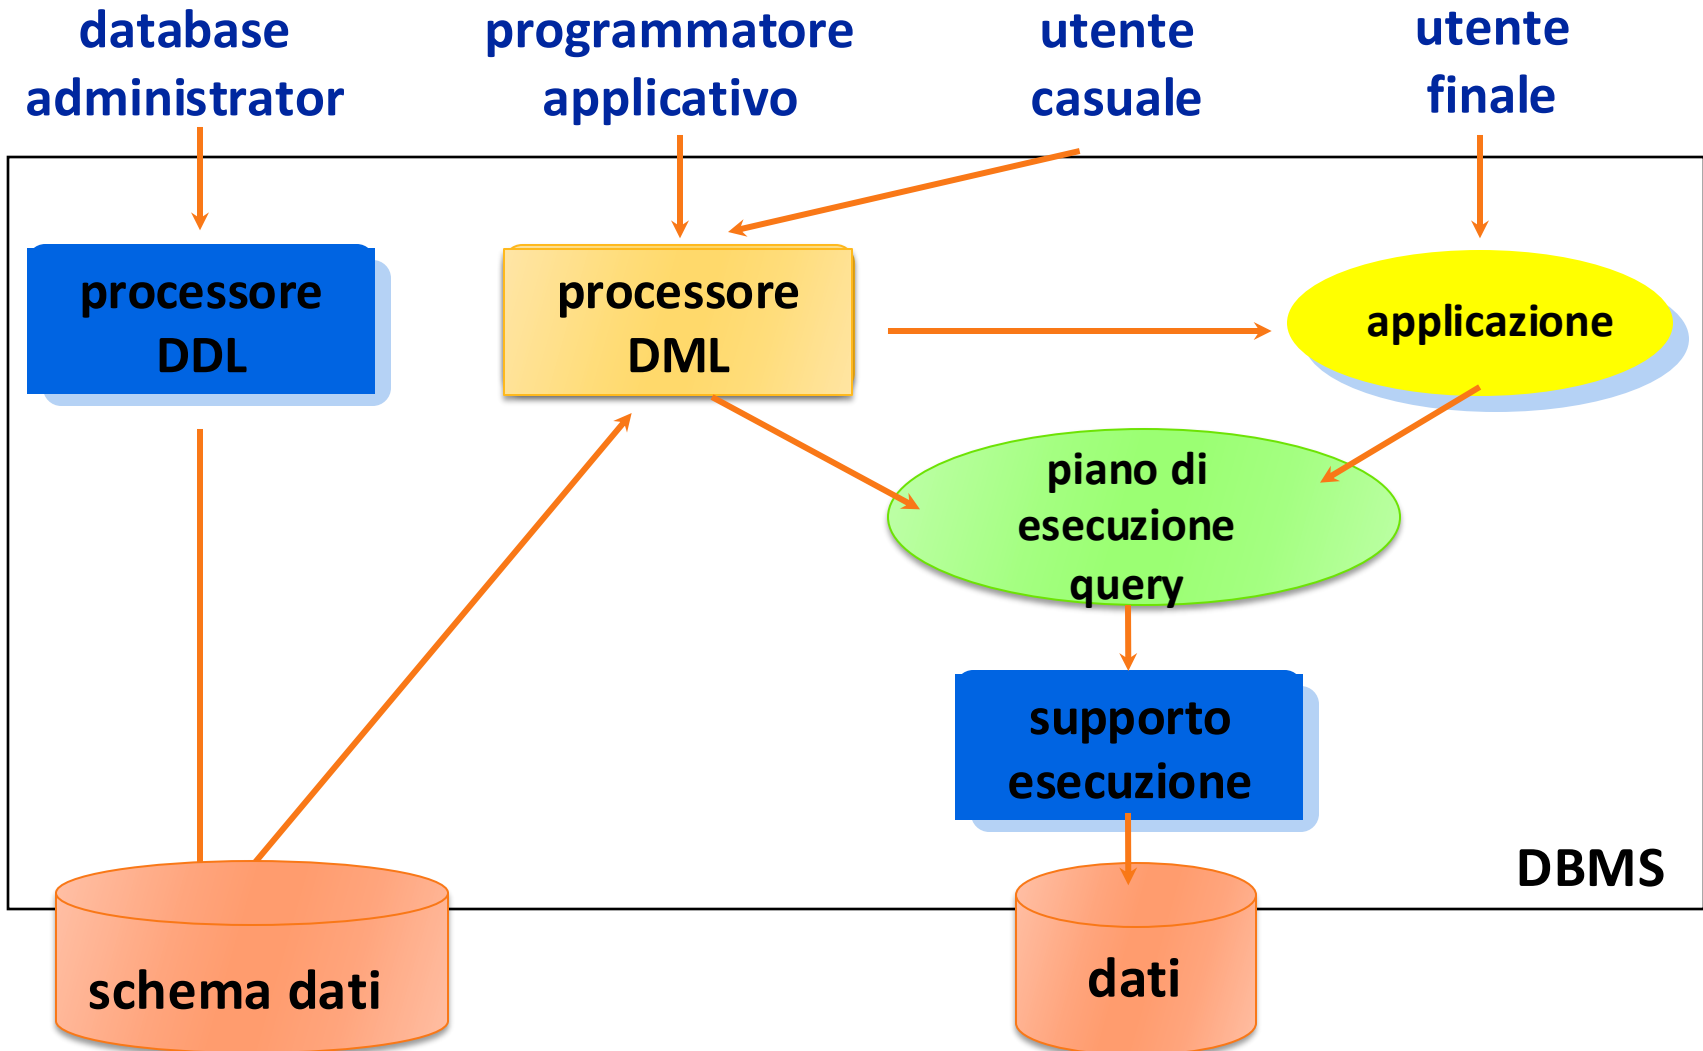 database
administrator
programmatore
applicativo
utente
casuale
utente
finale
processore
DDL
processore
DML
applicazione
piano di
esecuzione
query
supporto
esecuzione
DBMS
schema dati
dati